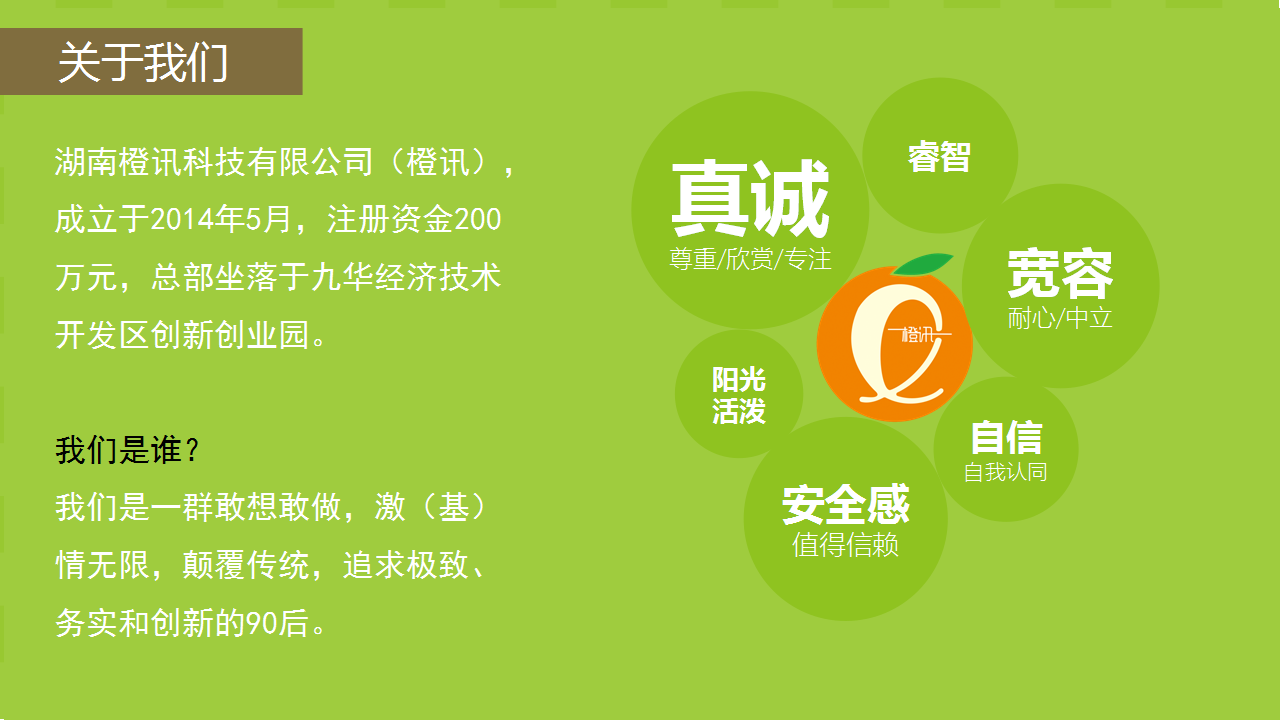 关于我们
湖南橙讯科技有限公司（橙讯），
成立于2014年5月，注册资金200
万元，总部坐落于九华经济技术
开发区创新创业园。
我们是谁？
我们是一群敢想敢做，激（基）
情无限，颠覆传统，追求极致、
务实和创新的90后。
真诚
尊重/欣赏/专注
睿智
宽容
耐心/中立
橙讯
阳光
活泼
自信
自我认同
安全感
值得信赖